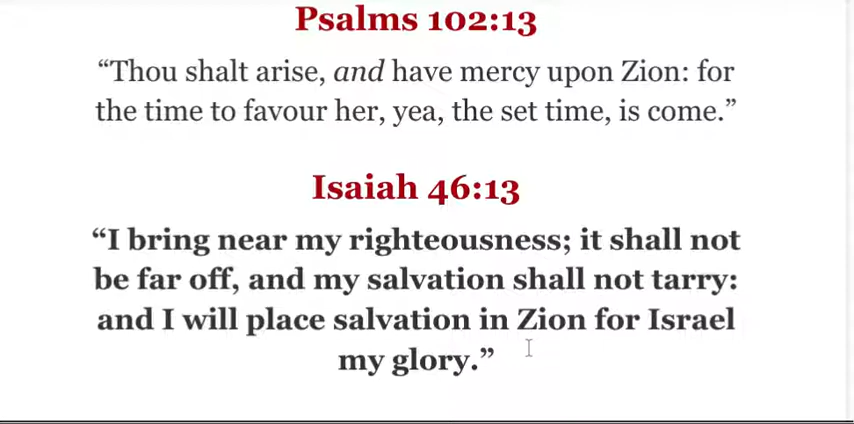 Psalms 102:13
“Thou shalt arise, and have mercy upon Zion: for
the time to favour her, yea, the set time, is come.”
Isaiah 46:13
“I bring near my righteousness; it shall not
be far off, and my salvation shall not tarry:
and I will place salvation in Zion for Israel
my glory.”